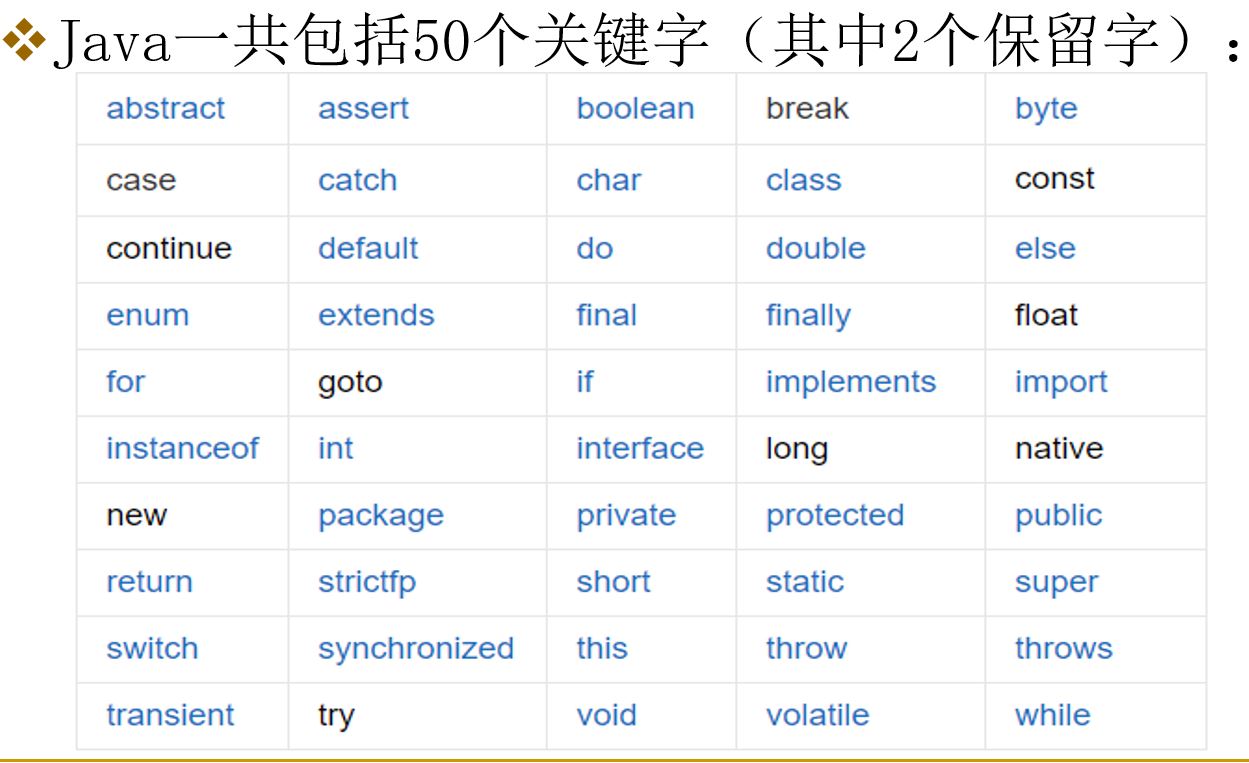 Java一共包括50个关键字（其中2个保留字）：
abstract assert boolean break byte
case catch char class const
continue default do double else
enum extends final finally float
for goto if implements import
instanceof int interface long native
new package private protected public
return strictfp short static super
switch synchronized this throw throws
transient try void volatile while